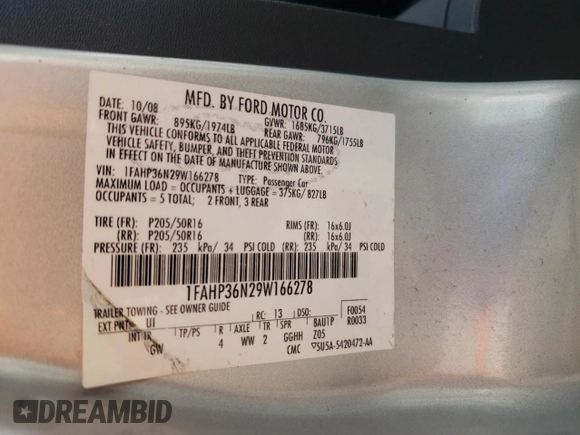 MFD. BY FORD MOTOR CO.
DATE: 10/08 GVWR: 1685KG/3715LB
FRONT GAWR: 895KG/1974LB REAR GAWR: 796KG/1755LB
THIS VEHICLE CONFORMS TO ALL APPLICABLE FEDERAL MOTOR
VEHICLE SAFETY, BUMPER, AND THEFT PREVENTION STANDARDS
IN EFFECT ON THE DATE OF MANUFACTURE SHOWN ABOVE.
VIN: 1FAHP36N29W166278 TYPE: Passenger Car
MAXIMUM LOAD = OCCUPANTS + LUGGAGE = 375KG/ 827LB
OCCUPANTS = 5 TOTAL; 2 FRONT, 3 REAR
TIRE (FR): P205/50R16 RIMS (FR): 16x6.0J
(RR): P205/50R16 (RR): 16x6.0J
PRESSURE (FR): 235 kPa/ 34 PSI COLD (RR): 235 kPa/ 34 PSI COLD
1FAHP36N29W166278
TRAILER TOWING - SEE OWNER GUIDE
EXT PNT: UI RC: 13 DSO: F0054
INT TR TP/PS R AXLE TR SPR BAU1P R0033
GW 4 WW 2 GGHH Z05
CMC ▽5U5A-5420472-AA
DREAMBID